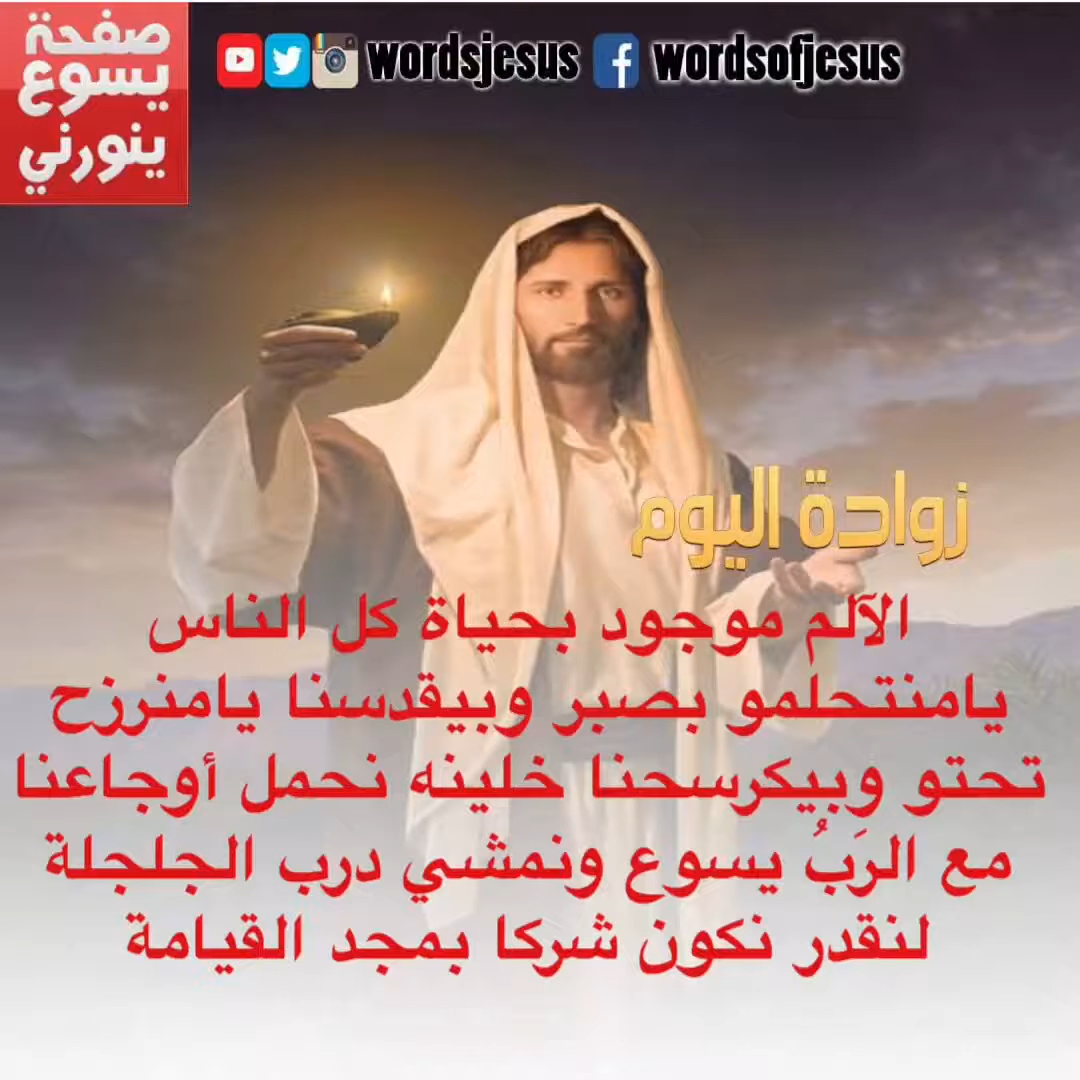 صفحة
يسوع
ينورني
wordsjesus wordsofjesus
زوادة اليوم
الآلم موجود بحياة كل الناس
يامنتحلمو بصبر وبيقدسنا يامنرزح
تحتو وبيكرسحنا خلينه نحمل أوجاعنا
مع الرَبُ يسوع ونمشي درب الجلجلة
لنقدر نكون شركا بمجد القيامة